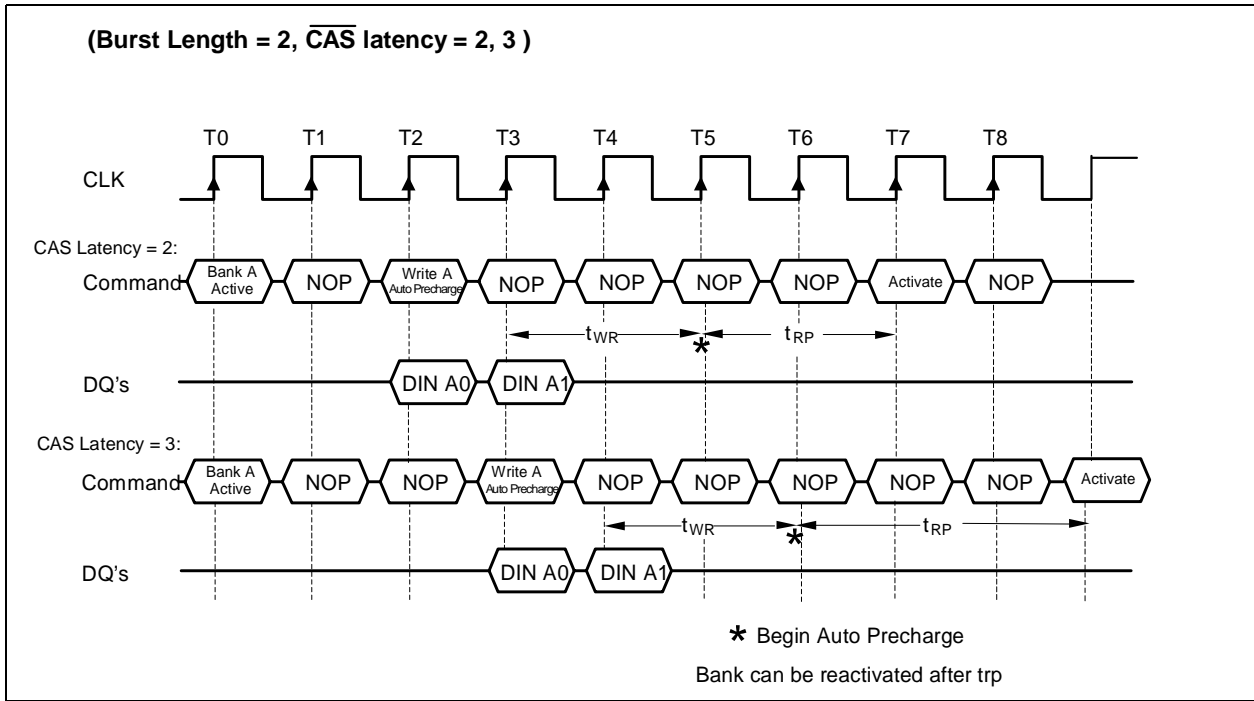 (Burst Length = 2, CAS latency = 2, 3 )
T0 T1 T2 T3 T4 T5 T6 T7 T8
CLK
CAS Latency = 2:
Command Bank A Active NOP Write A Auto Precharge NOP NOP NOP NOP Activate NOP
tWR tRP
*
DQ's DIN A0 DIN A1
CAS Latency = 3:
Command Bank A Active NOP NOP Write A Auto Precharge NOP NOP NOP NOP NOP Activate
tWR tRP
*
DQ's DIN A0 DIN A1
* Begin Auto Precharge
Bank can be reactivated after trp